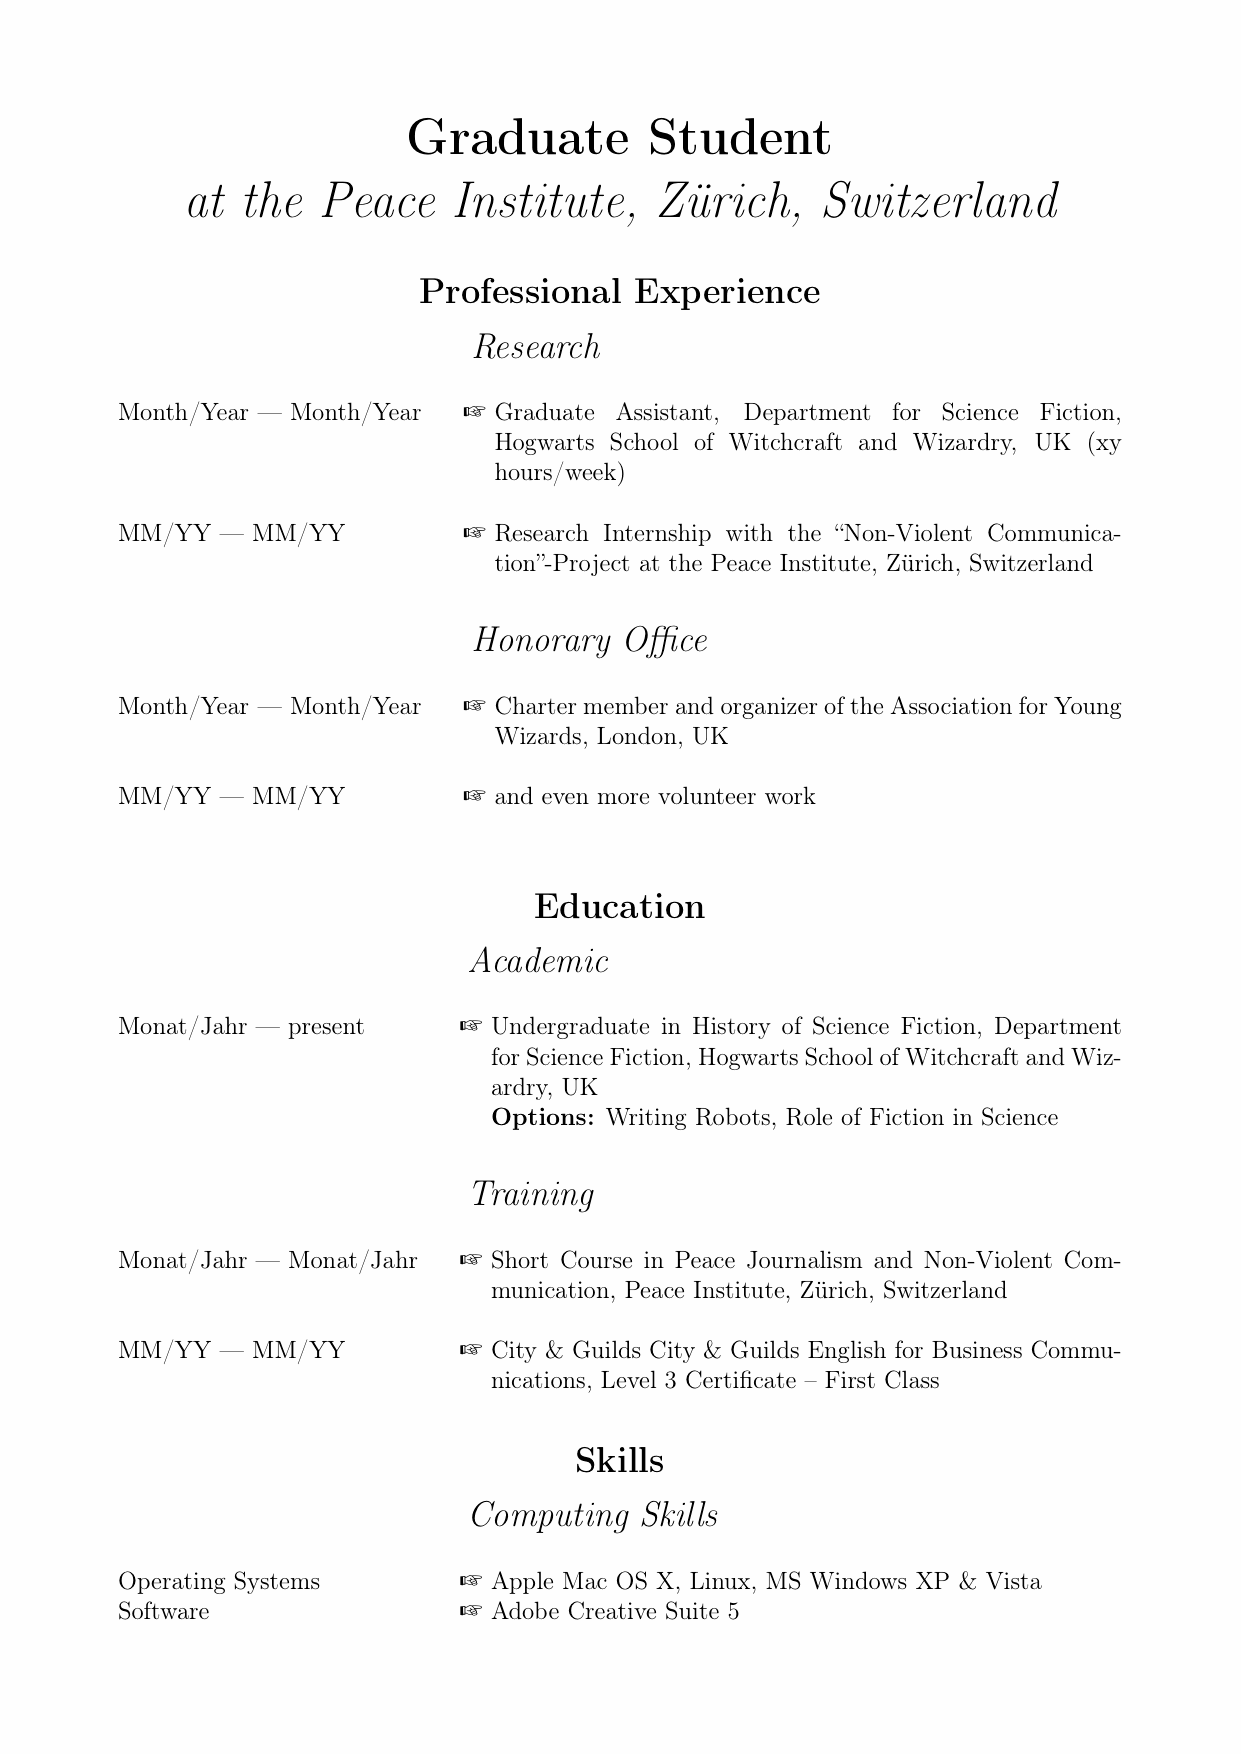 Graduate Student
at the Peace Institute, Zürich, Switzerland
Professional Experience
Research
Month/Year — Month/Year ☞ Graduate Assistant, Department for Science Fiction,
Hogwarts School of Witchcraft and Wizardry, UK (xy
hours/week)
MM/YY — MM/YY ☞ Research Internship with the “Non-Violent Communica-
tion”-Project at the Peace Institute, Zürich, Switzerland
Honorary Office
Month/Year — Month/Year ☞ Charter member and organizer of the Association for Young
Wizards, London, UK
MM/YY — MM/YY ☞ and even more volunteer work
Education
Academic
Monat/Jahr — present ☞ Undergraduate in History of Science Fiction, Department
for Science Fiction, Hogwarts School of Witchcraft and Wiz-
ardry, UK
Options: Writing Robots, Role of Fiction in Science
Training
Monat/Jahr — Monat/Jahr ☞ Short Course in Peace Journalism and Non-Violent Com-
munication, Peace Institute, Zürich, Switzerland
MM/YY — MM/YY ☞ City & Guilds City & Guilds English for Business Commu-
nications, Level 3 Certificate – First Class
Skills
Computing Skills
Operating Systems ☞ Apple Mac OS X, Linux, MS Windows XP & Vista
Software ☞ Adobe Creative Suite 5